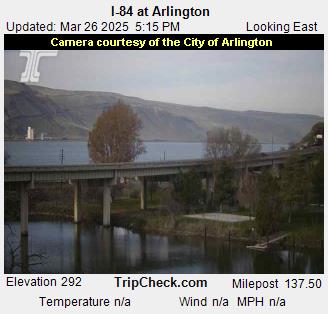 I-84 at Arlington
Updated: Mar 26 2025 5:15 PM Looking East
Camera courtesy of the City of Arlington
Elevation 292 TripCheck.com Milepost 137.50
Temperature n/a Wind n/a MPH n/a